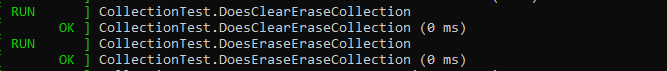 [ RUN      ] CollectionTest.DoesClearEraseCollection
[       OK ] CollectionTest.DoesClearEraseCollection (0 ms)
[ RUN      ] CollectionTest.DoesEraseEraseCollection
[       OK ] CollectionTest.DoesEraseEraseCollection (0 ms)